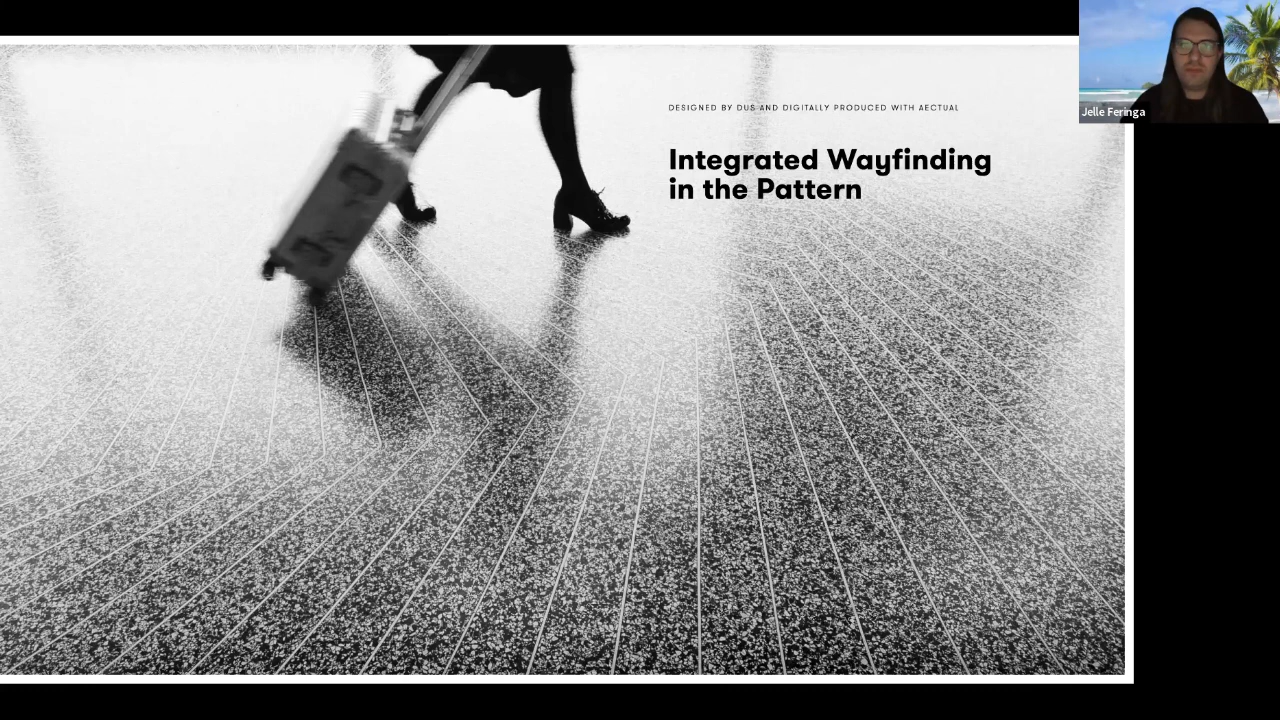 DESIGNED BY DUS AND DIGITALLY PRODUCED WITH AECTUAL
Integrated Wayfinding
in the Pattern
Jelle Feringa